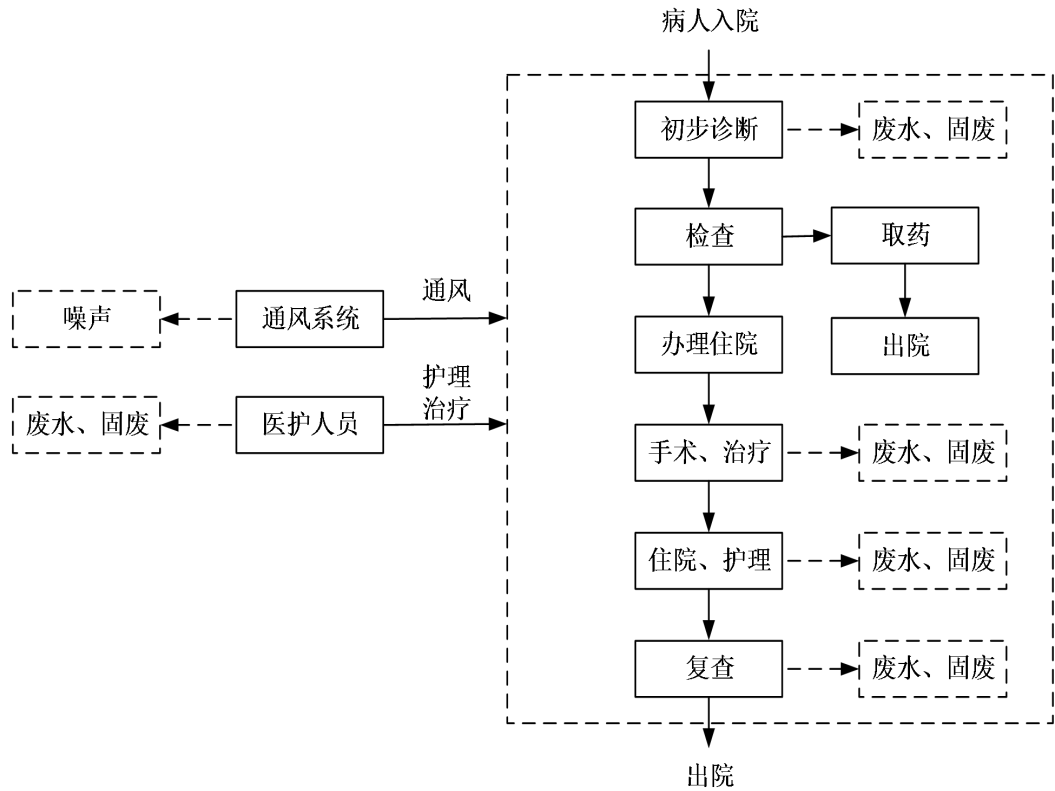 病人入院
初步诊断
废水、固废
检查
取药
通风
噪声
通风系统
办理住院
出院
护理
治疗
废水、固废
医护人员
手术、治疗
废水、固废
住院、护理
废水、固废
复查
废水、固废
出院